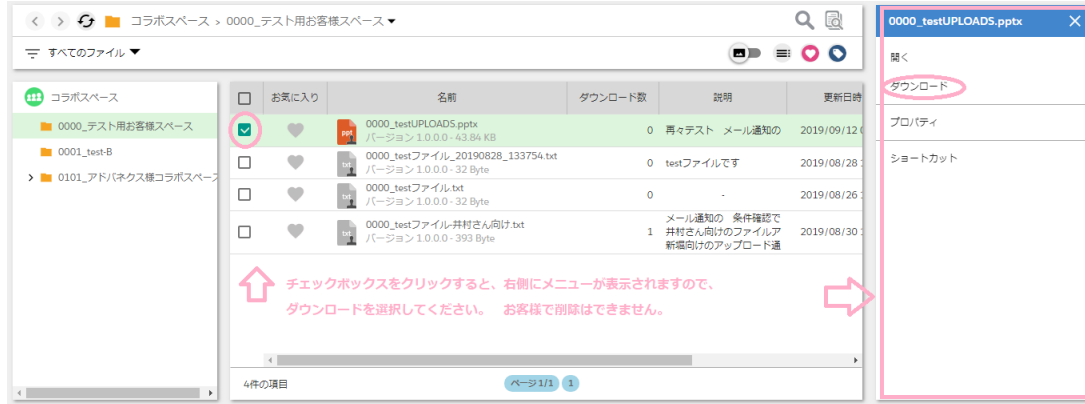 コラボスペース > 0000_テスト用お客様スペース
すべてのファイル
コラボスペース
0000_テスト用お客様スペース
0001_test-B
0101_アドバネクス様コラボスペース
お気に入り 名前 ダウンロード数 説明 更新日時
ppt 0000_testUPLOADS.pptx 0 再々テスト メール通知の 2019/09/12
バージョン 1.0.0.0 - 43.84 KB
txt 0000_testファイル_20190828_133754.txt 0 testファイルです 2019/08/28
バージョン 1.0.0.0 - 32 Byte
txt 0000_testファイル.txt 0 - 2019/08/26
バージョン 1.0.0.0 - 32 Byte
txt 0000_testファイル-井村さん向け.txt 1 2019/08/30
バージョン 1.0.0.0 - 393 Byte
メール通知の 条件確認で
井村さん向けのファイルア
新堀向けのアップロード通
チェックボックスをクリックすると、右側にメニューが表示されますので、
ダウンロードを選択してください。 お客様で削除はできません。
4件の項目
ページ 1/1 1
0000_testUPLOADS.pptx
開く
ダウンロード
プロパティ
ショートカット